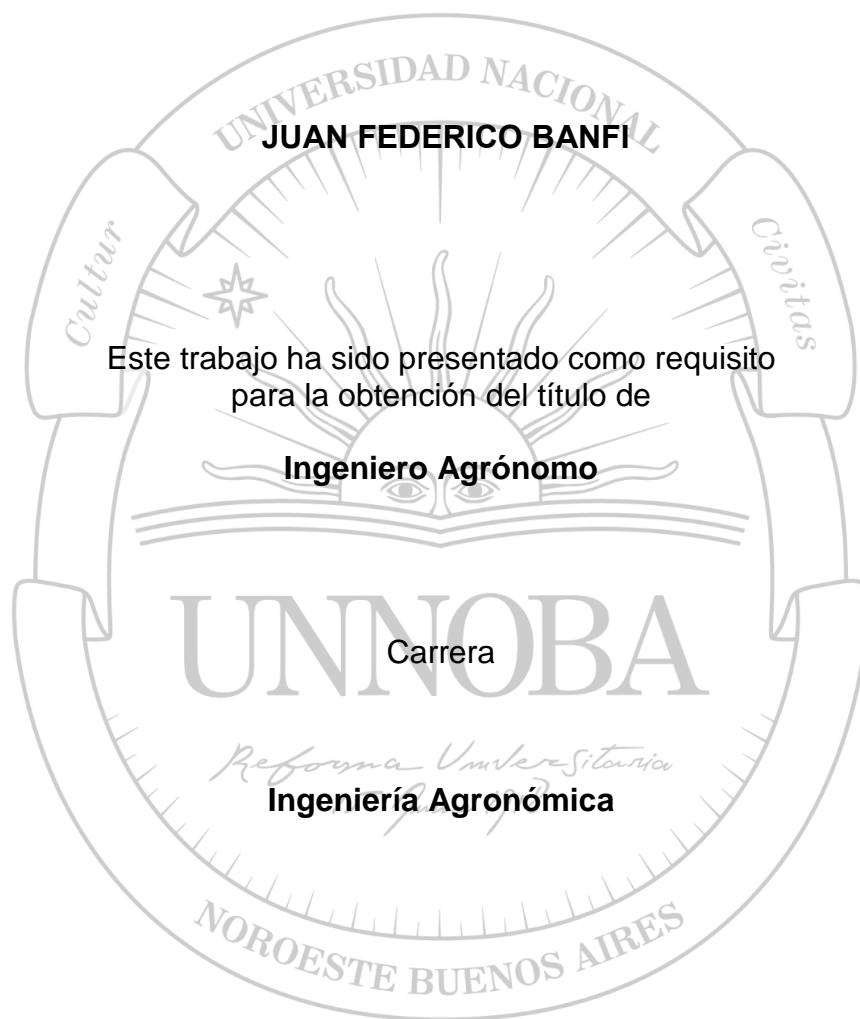 UNIVERSIDAD NACIONAL
JUAN FEDERICO BANFI
Cultur
Civitas
Este trabajo ha sido presentado como requisito
para la obtención del título de
Ingeniero Agrónomo
UNNOBA
Carrera
Reforma Universitaria
Ingeniería Agronómica
NOROESTE BUENOS AIRES